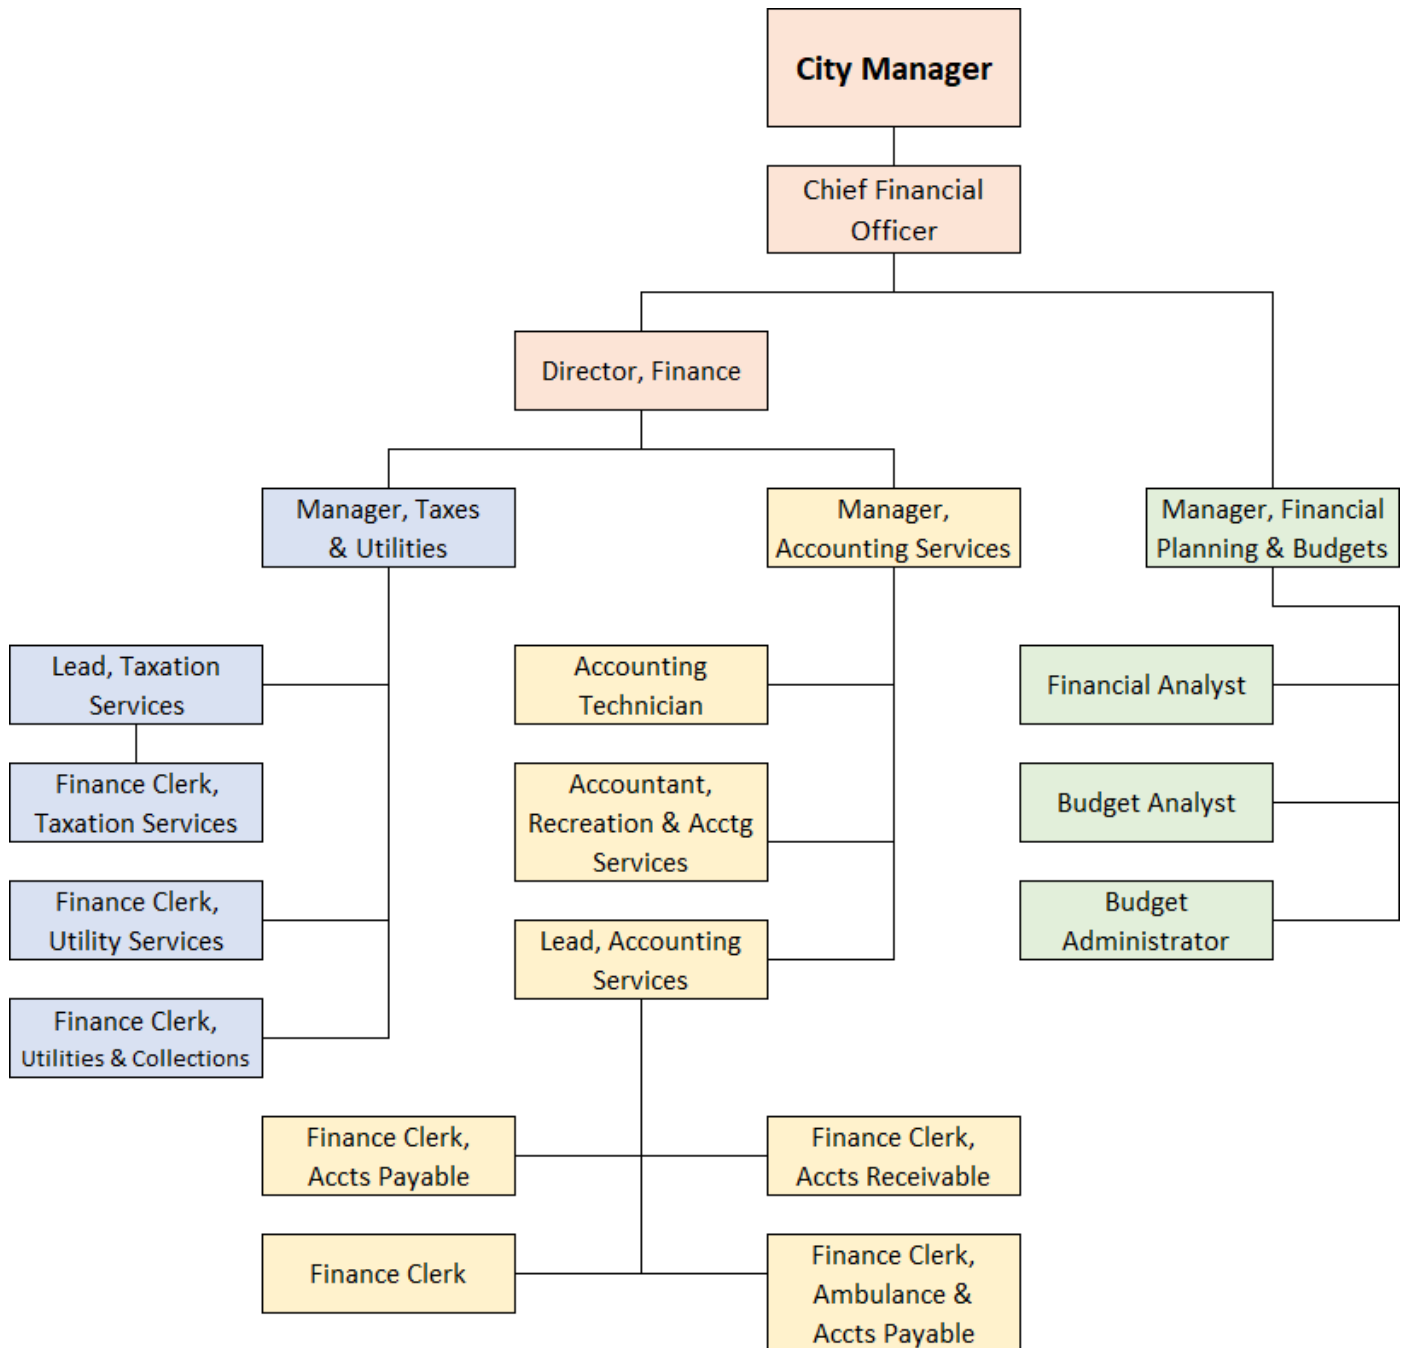 City Manager
Chief Financial
Officer
Director, Finance
Manager, Taxes
& Utilities
Manager,
Accounting Services
Manager, Financial
Planning & Budgets
Lead, Taxation
Services
Accounting
Technician
Financial Analyst
Finance Clerk,
Taxation Services
Accountant,
Recreation & Acctg
Services
Budget Analyst
Finance Clerk,
Utility Services
Lead, Accounting
Services
Budget
Administrator
Finance Clerk,
Utilities & Collections
Finance Clerk,
Accts Payable
Finance Clerk,
Accts Receivable
Finance Clerk
Finance Clerk,
Ambulance &
Accts Payable